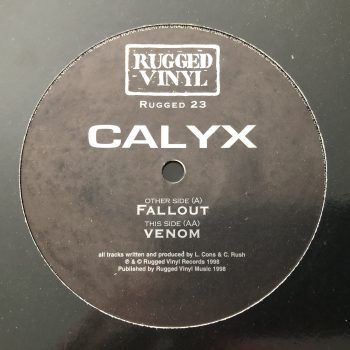 RUGGED
VINYL
RUGGED 23
CALYX
OTHER SIDE (A)
FALLOUT
THIS SIDE (AA)
VENOM
all tracks written and produced by L. Cons & C. Rush
℗ & © Rugged Vinyl Records 1998
Published by Rugged Vinyl Music 1998